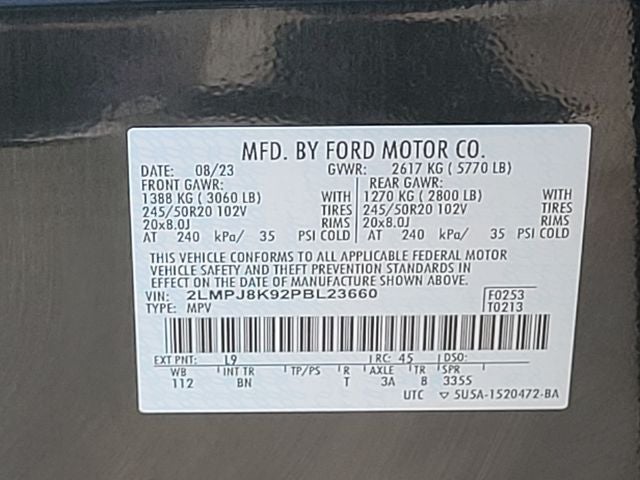 MFD. BY FORD MOTOR CO.
DATE: 08/23 GVWR: 2617 KG ( 5770 LB)
FRONT GAWR: REAR GAWR:
1388 KG ( 3060 LB) WITH 1270 KG ( 2800 LB) WITH
245/50R20 102V TIRES 245/50R20 102V TIRES
20x8.0J RIMS 20x8.0J RIMS
AT 240 kPa/ 35 PSI COLD AT 240 kPa/ 35 PSI COLD
THIS VEHICLE CONFORMS TO ALL APPLICABLE FEDERAL MOTOR
VEHICLE SAFETY AND THEFT PREVENTION STANDARDS IN
EFFECT ON THE DATE OF MANUFACTURE SHOWN ABOVE.
VIN: 2LMPJ8K92PBL23660 F0253
TYPE: MPV T0213
EXT PNT: L9 RC: 45 DSO:
WB INT TR TP/PS R AXLE TR SPR
112 BN T 3A 8 3355
UTC ▽ 5U5A-1520472-BA